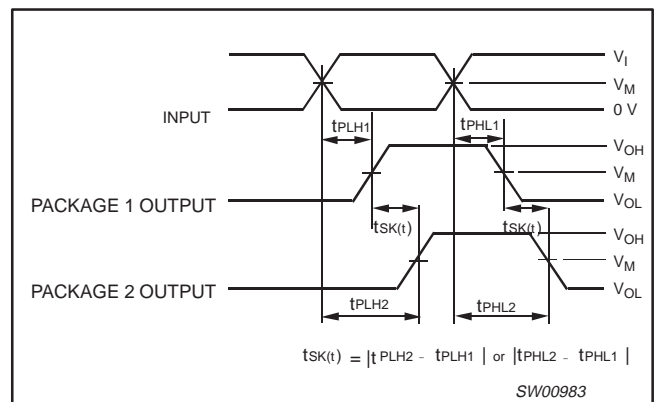 VI
VM
INPUT
0 V
tPLH1
tPHL1
VOH
VM
PACKAGE 1 OUTPUT
VOL
tSK(t)
tSK(t)
VOH
VM
PACKAGE 2 OUTPUT
VOL
tPLH2
tPHL2
tSK(t) = |tPLH2 - tPLH1 | or |tPHL2 - tPHL1 |
SW00983